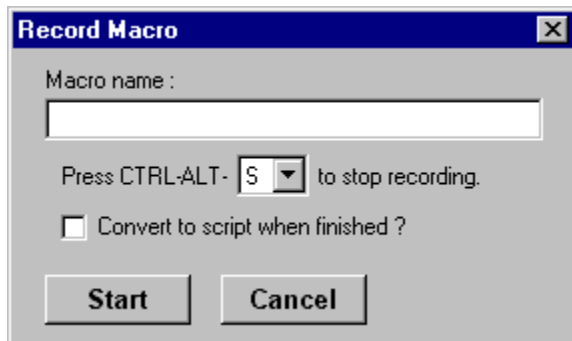 Record Macro
Macro name :
Press CTRL-ALT- S to stop recording.
Convert to script when finished ?
Start Cancel